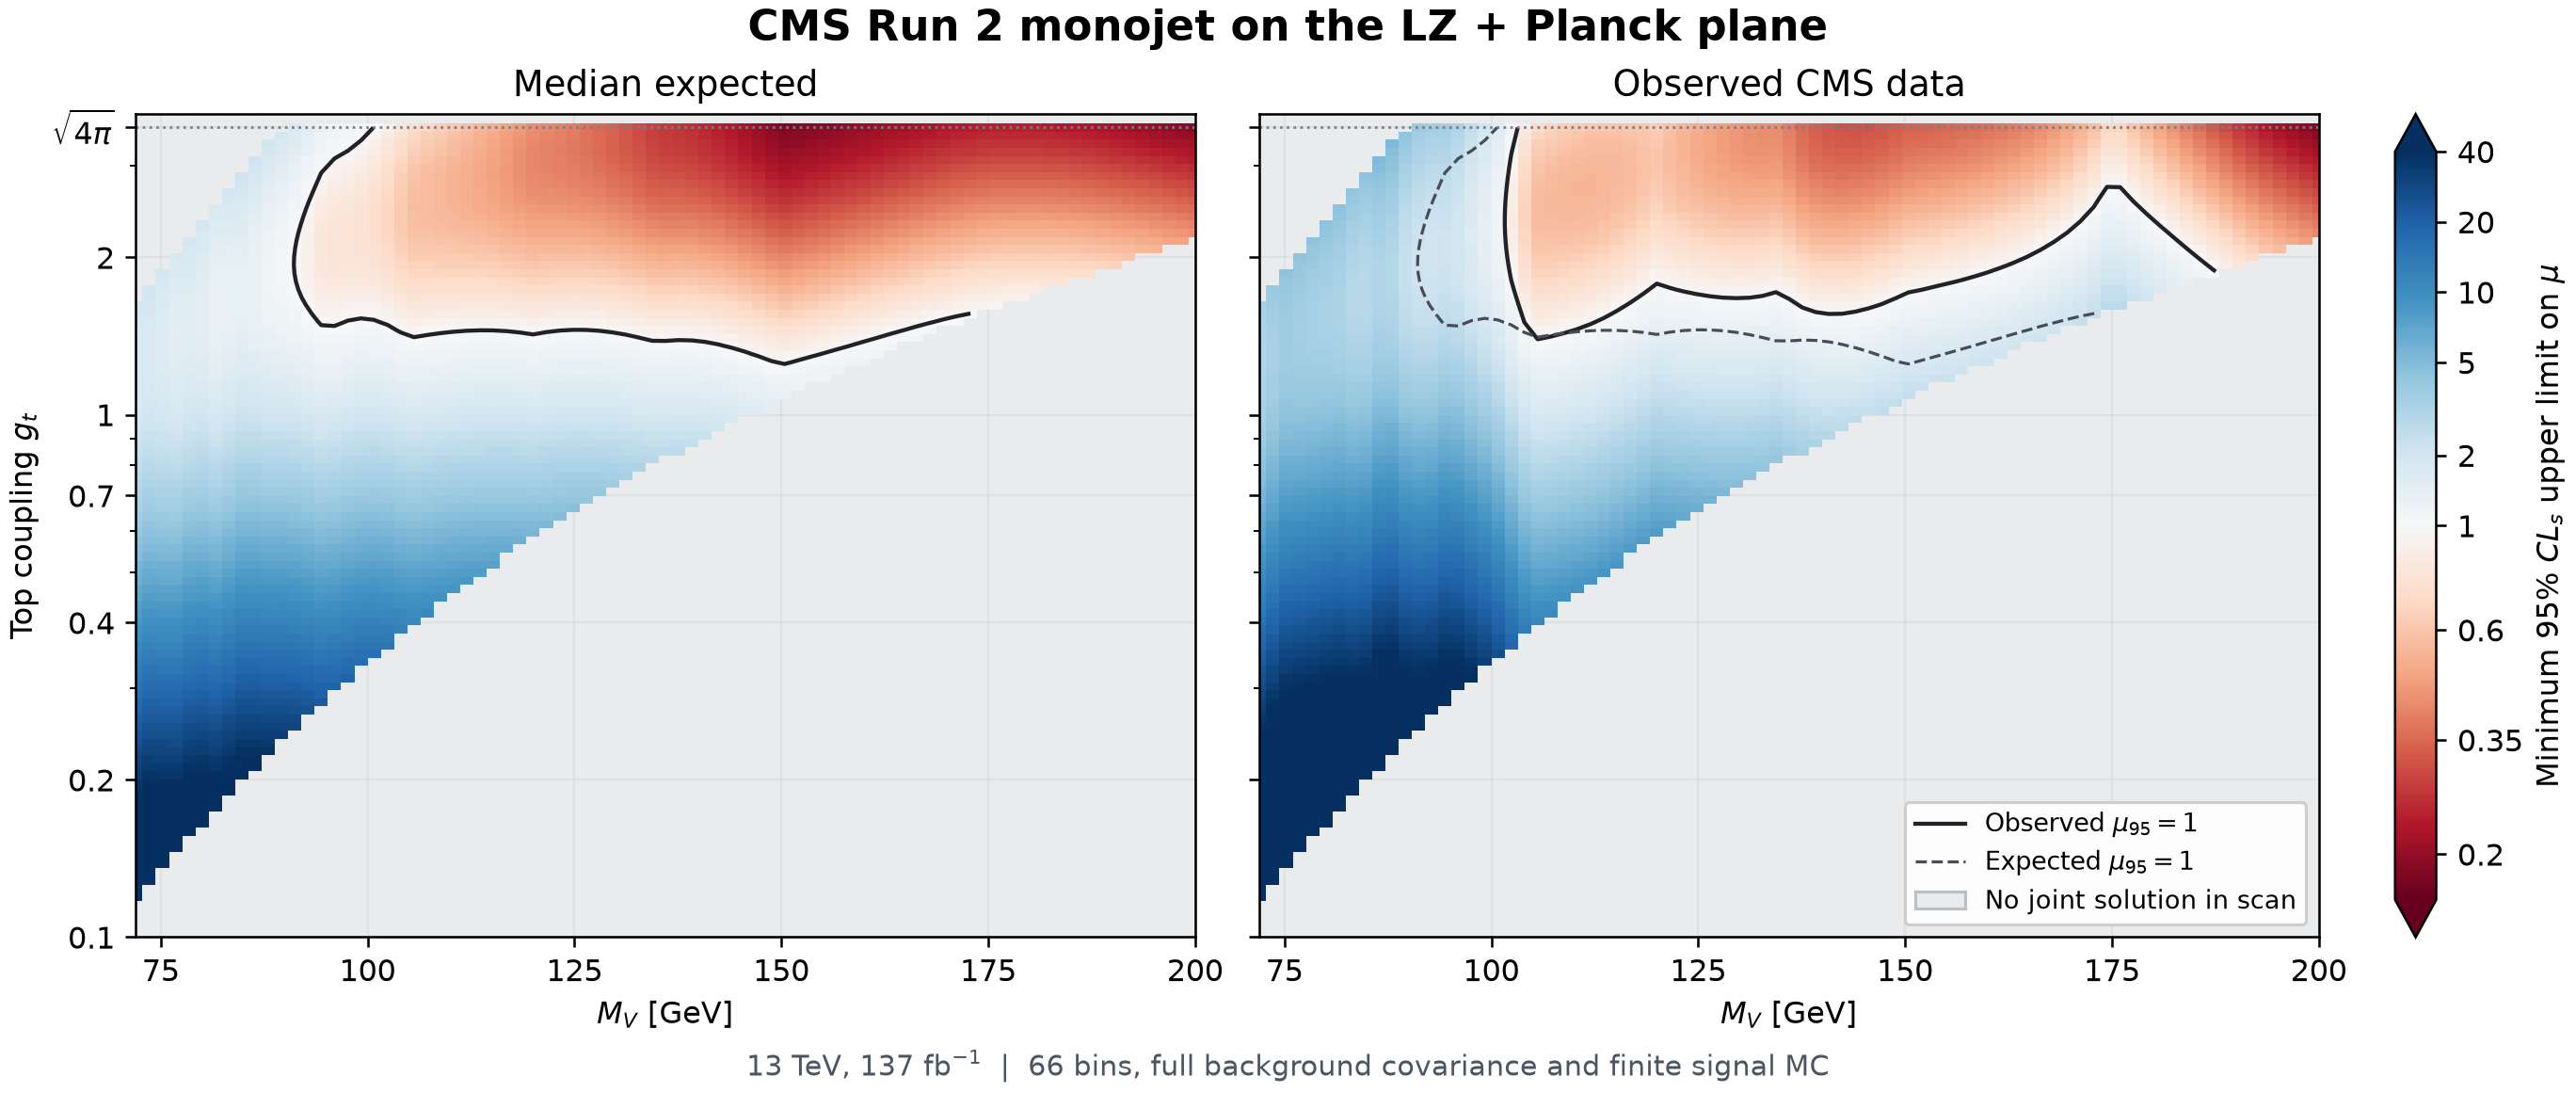 CMS Run 2 monojet on the LZ + Planck plane
Median expected
Observed CMS data
√4π
2
1
0.7
0.4
0.2
0.1
Top coupling g_t
75 100 125 150 175 200
M_V [GeV]
75 100 125 150 175 200
M_V [GeV]
Observed μ₉₅ = 1
Expected μ₉₅ = 1
No joint solution in scan
40
20
10
5
2
1
0.6
0.35
0.2
Minimum 95% CL_s upper limit on μ
13 TeV, 137 fb⁻¹ | 66 bins, full background covariance and finite signal MC